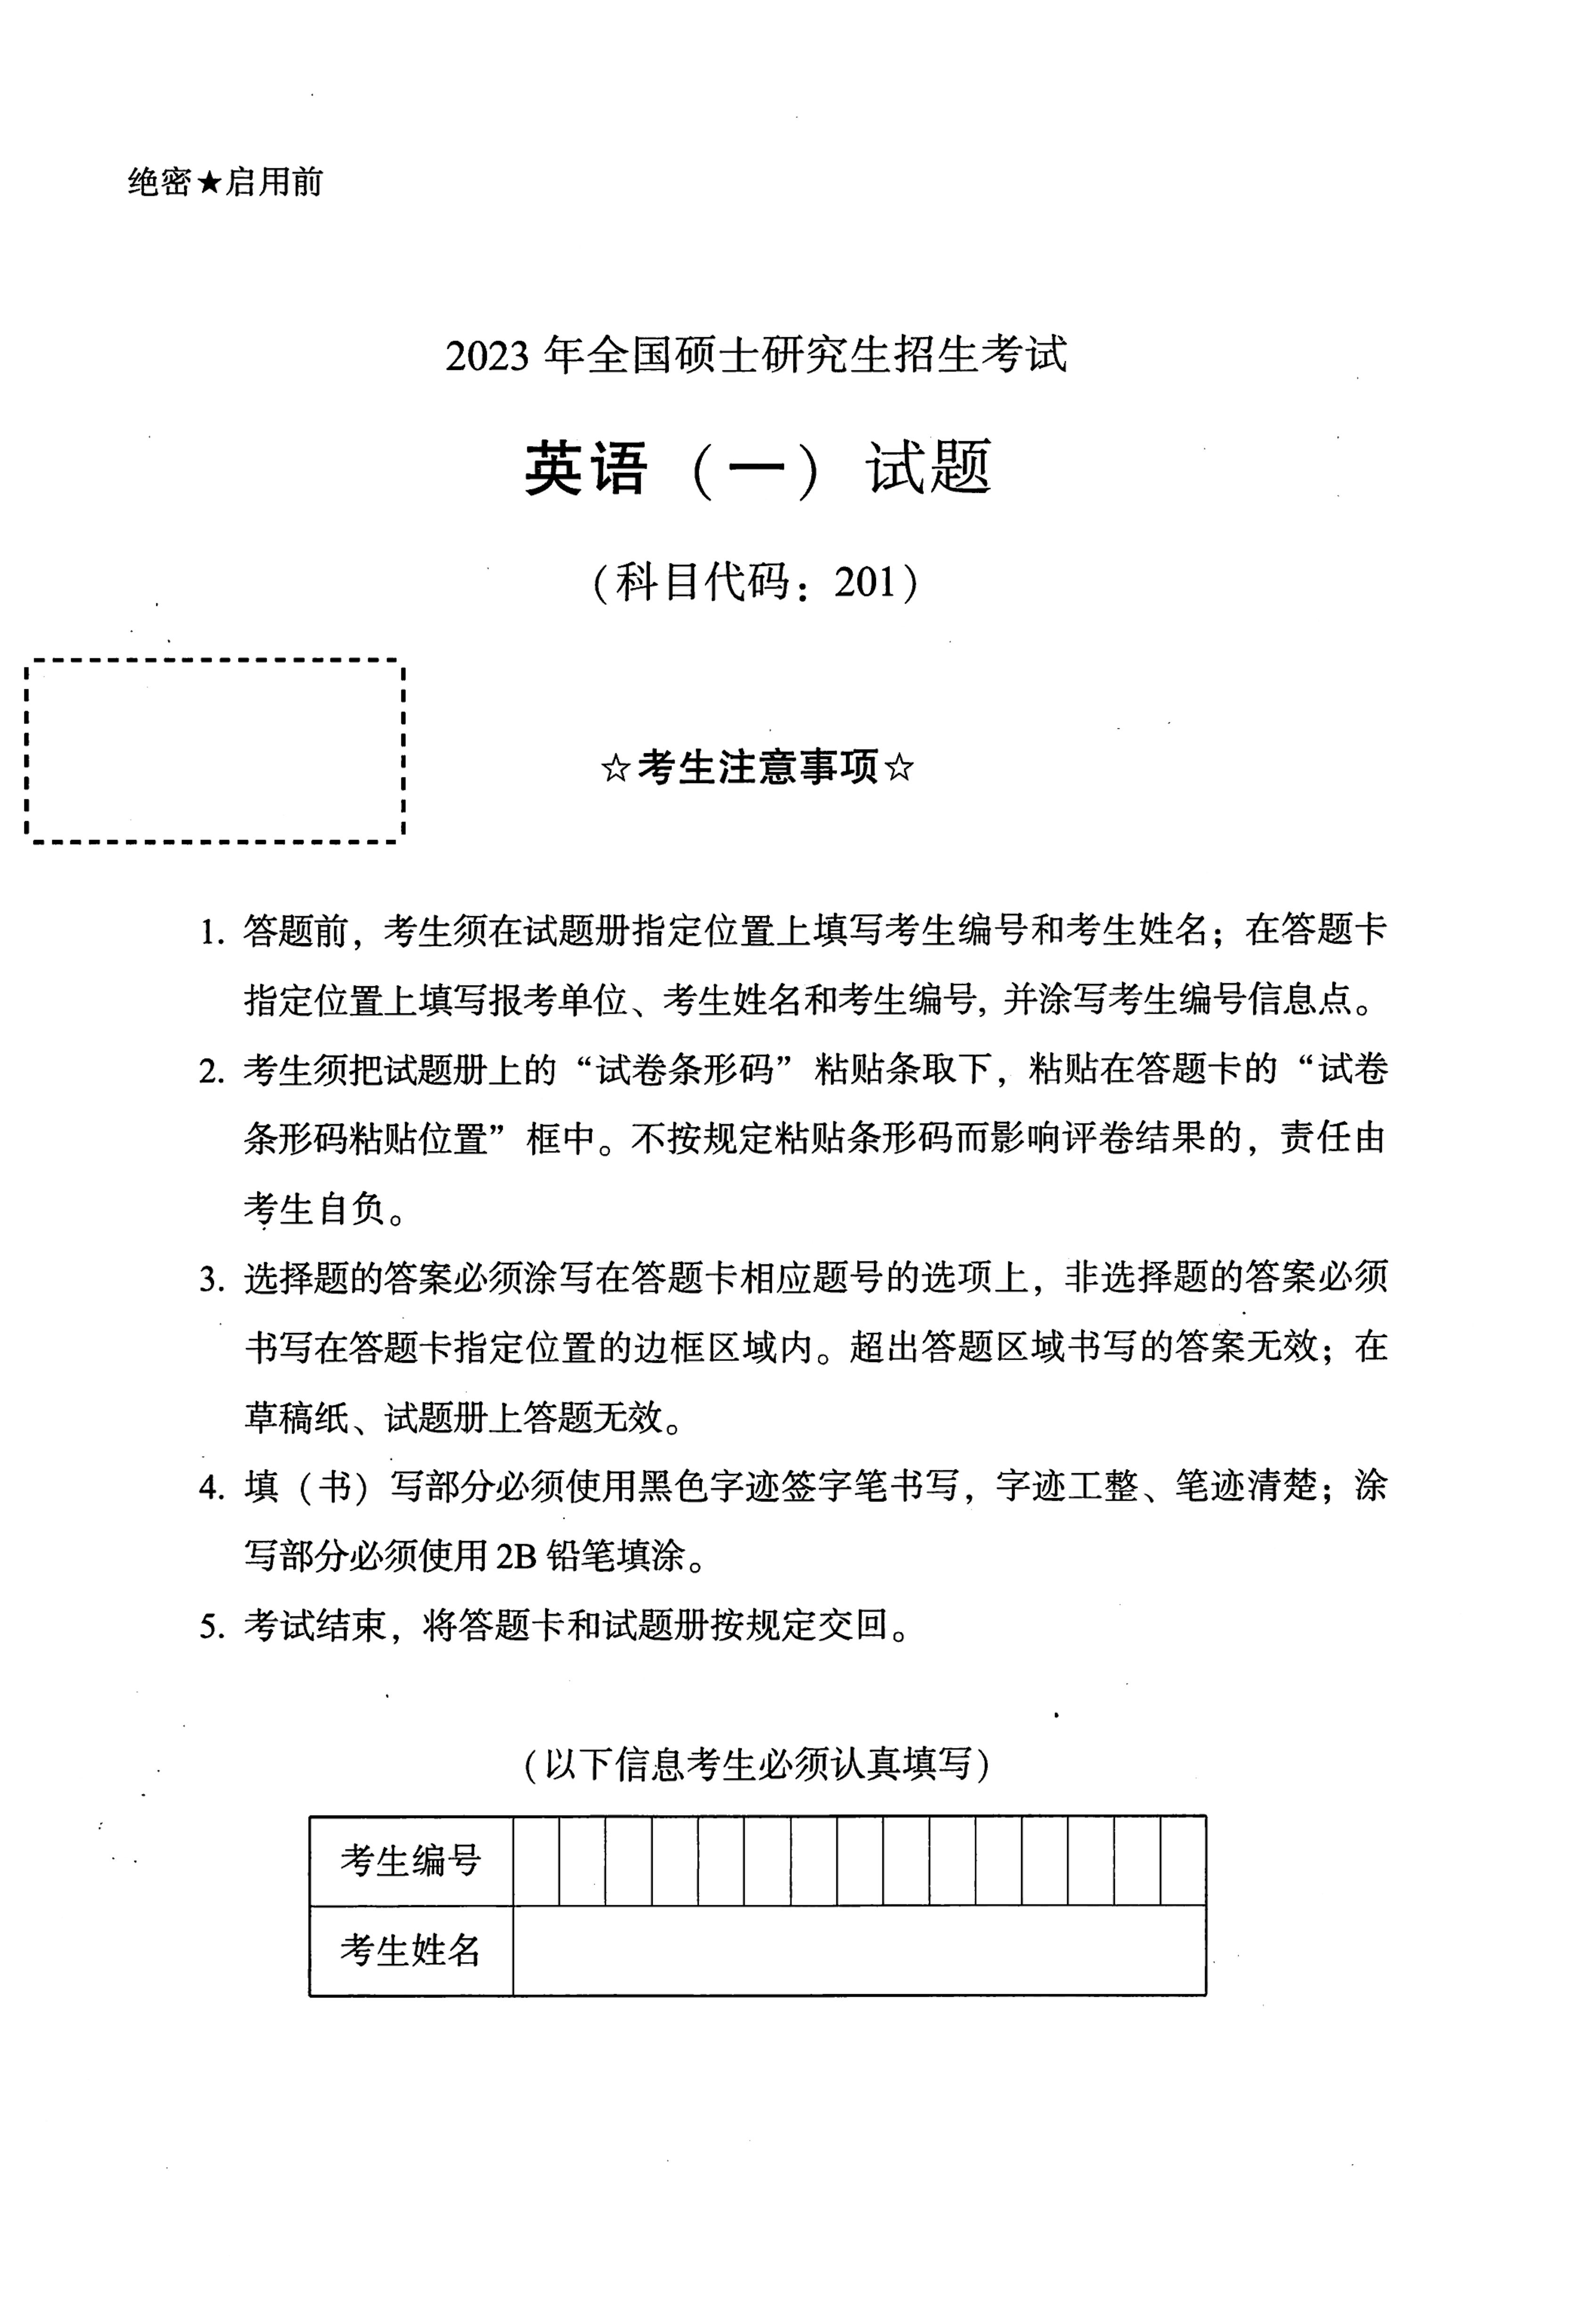 绝密★启用前
2023 年全国硕士研究生招生考试
英语（一）试题
（科目代码：201）
☆考生注意事项☆
1. 答题前，考生须在试题册指定位置上填写考生编号和考生姓名；在答题卡
指定位置上填写报考单位、考生姓名和考生编号，并涂写考生编号信息点。
2. 考生须把试题册上的“试卷条形码”粘贴条取下，粘贴在答题卡的“试卷
条形码粘贴位置”框中。不按规定粘贴条形码而影响评卷结果的，责任由
考生自负。
3. 选择题的答案必须涂写在答题卡相应题号的选项上，非选择题的答案必须
书写在答题卡指定位置的边框区域内。超出答题区域书写的答案无效；在
草稿纸、试题册上答题无效。
4. 填（书）写部分必须使用黑色字迹签字笔书写，字迹工整、笔迹清楚；涂
写部分必须使用 2B 铅笔填涂。
5. 考试结束，将答题卡和试题册按规定交回。
（以下信息考生必须认真填写）
考生编号
考生姓名